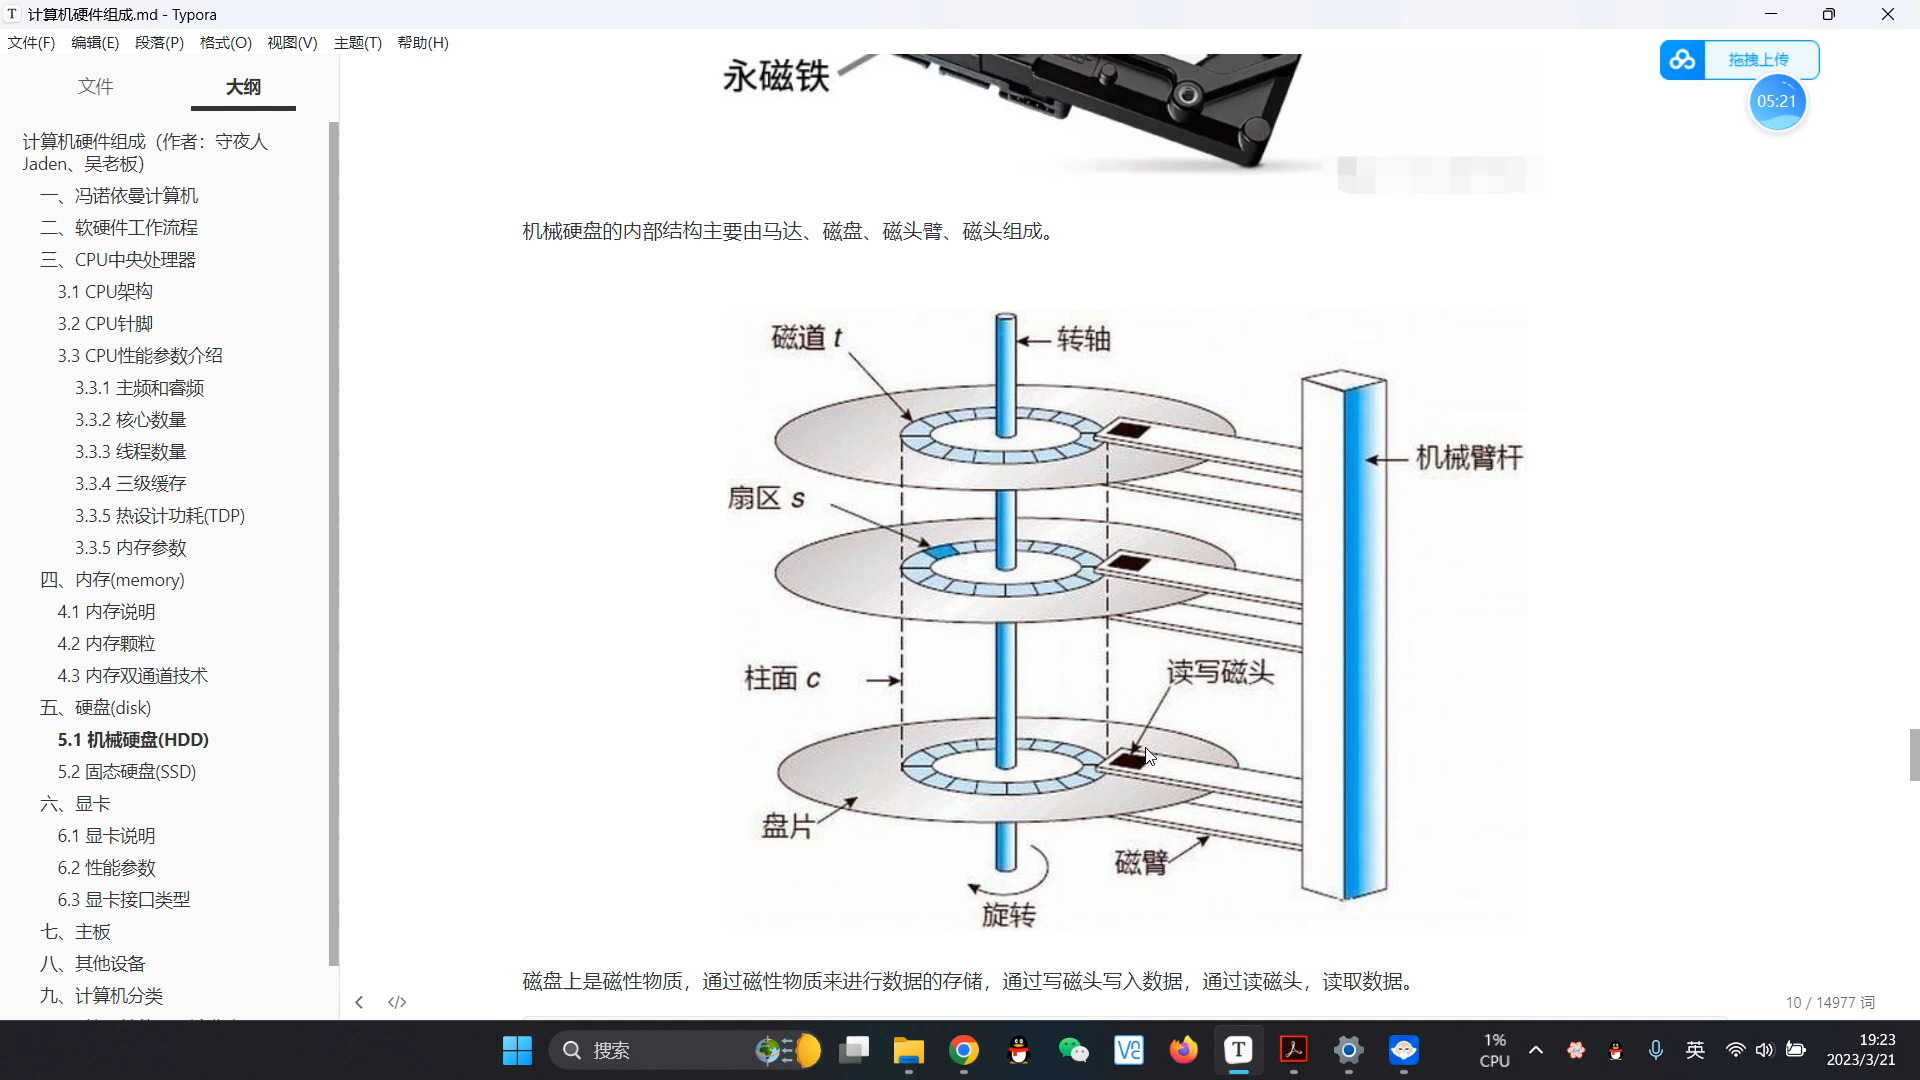 计算机硬件组成.md - Typora
文件(F) 编辑(E) 段落(P) 格式(O) 视图(V) 主题(T) 帮助(H)
文件 大纲
计算机硬件组成（作者：守夜人
Jaden、吴老板）
一、冯诺依曼计算机
二、软硬件工作流程
三、CPU中央处理器
3.1 CPU架构
3.2 CPU针脚
3.3 CPU性能参数介绍
3.3.1 主频和睿频
3.3.2 核心数量
3.3.3 线程数量
3.3.4 三级缓存
3.3.5 热设计功耗(TDP)
3.3.5 内存参数
四、内存(memory)
4.1 内存说明
4.2 内存颗粒
4.3 内存双通道技术
五、硬盘(disk)
5.1 机械硬盘(HDD)
5.2 固态硬盘(SSD)
六、显卡
6.1 显卡说明
6.2 性能参数
6.3 显卡接口类型
七、主板
八、其他设备
九、计算机分类
拖拽上传
05:21
永磁铁
机械硬盘的内部结构主要由马达、磁盘、磁头臂、磁头组成。
磁道 t
转轴
机械臂杆
扇区 s
柱面 c
读写磁头
盘片
磁臂
旋转
磁盘上是磁性物质，通过磁性物质来进行数据的存储，通过写磁头写入数据，通过读磁头，读取数据。
10 / 14977 词
搜索
1%
CPU
英
19:23
2023/3/21